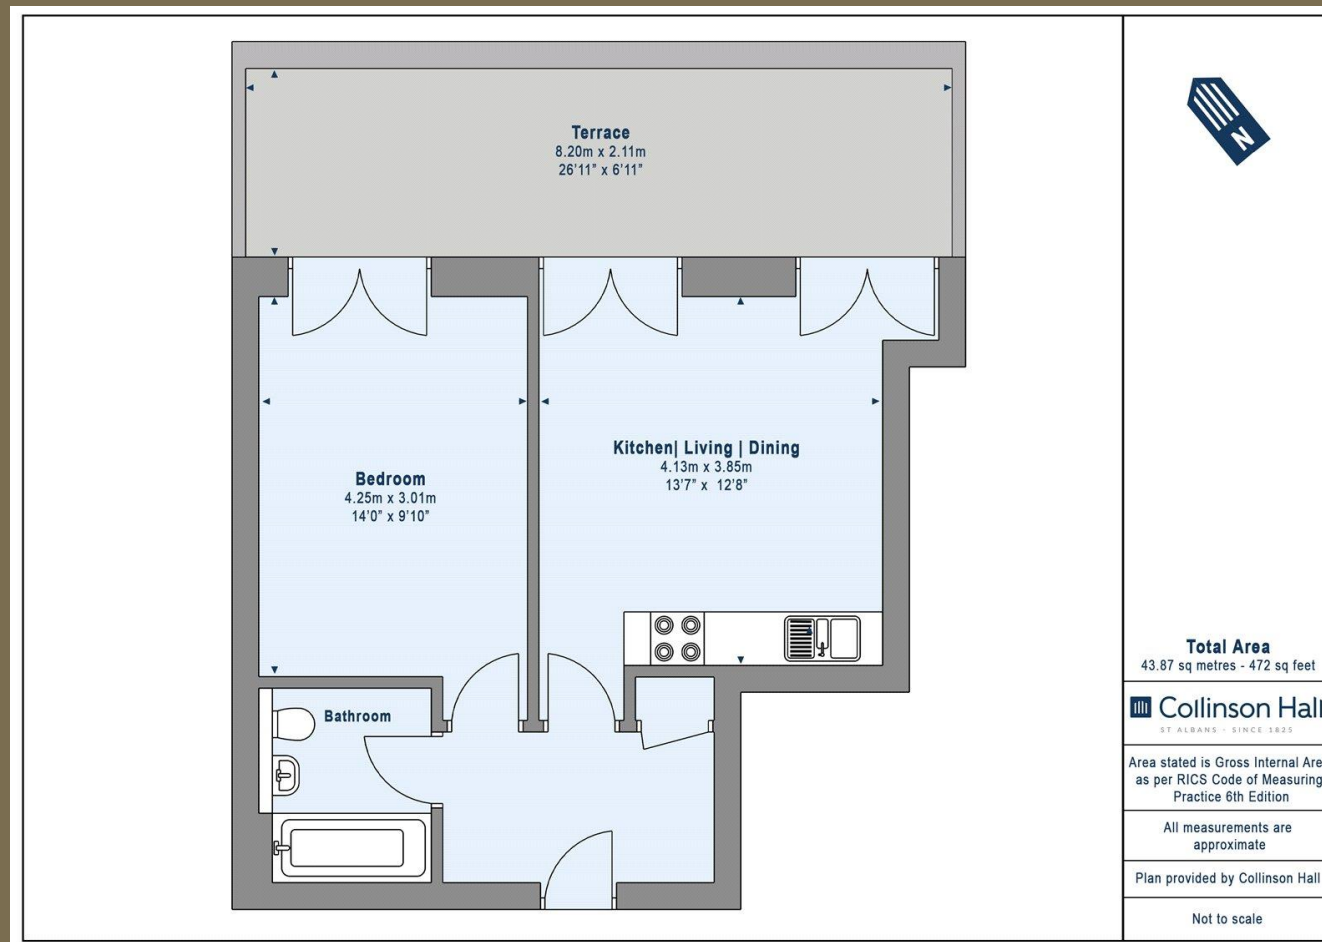 Terrace
8.20m x 2.11m
26'11" x 6'11"
Bedroom
4.25m x 3.01m
14'0" x 9'10"
Kitchen| Living | Dining
4.13m x 3.85m
13'7" x 12'8"
Bathroom
N
Total Area
43.87 sq metres - 472 sq feet
Collinson Hall
ST ALBANS - SINCE 1825
Area stated is Gross Internal Are
as per RICS Code of Measuring
Practice 6th Edition
All measurements are
approximate
Plan provided by Collinson Hall
Not to scale